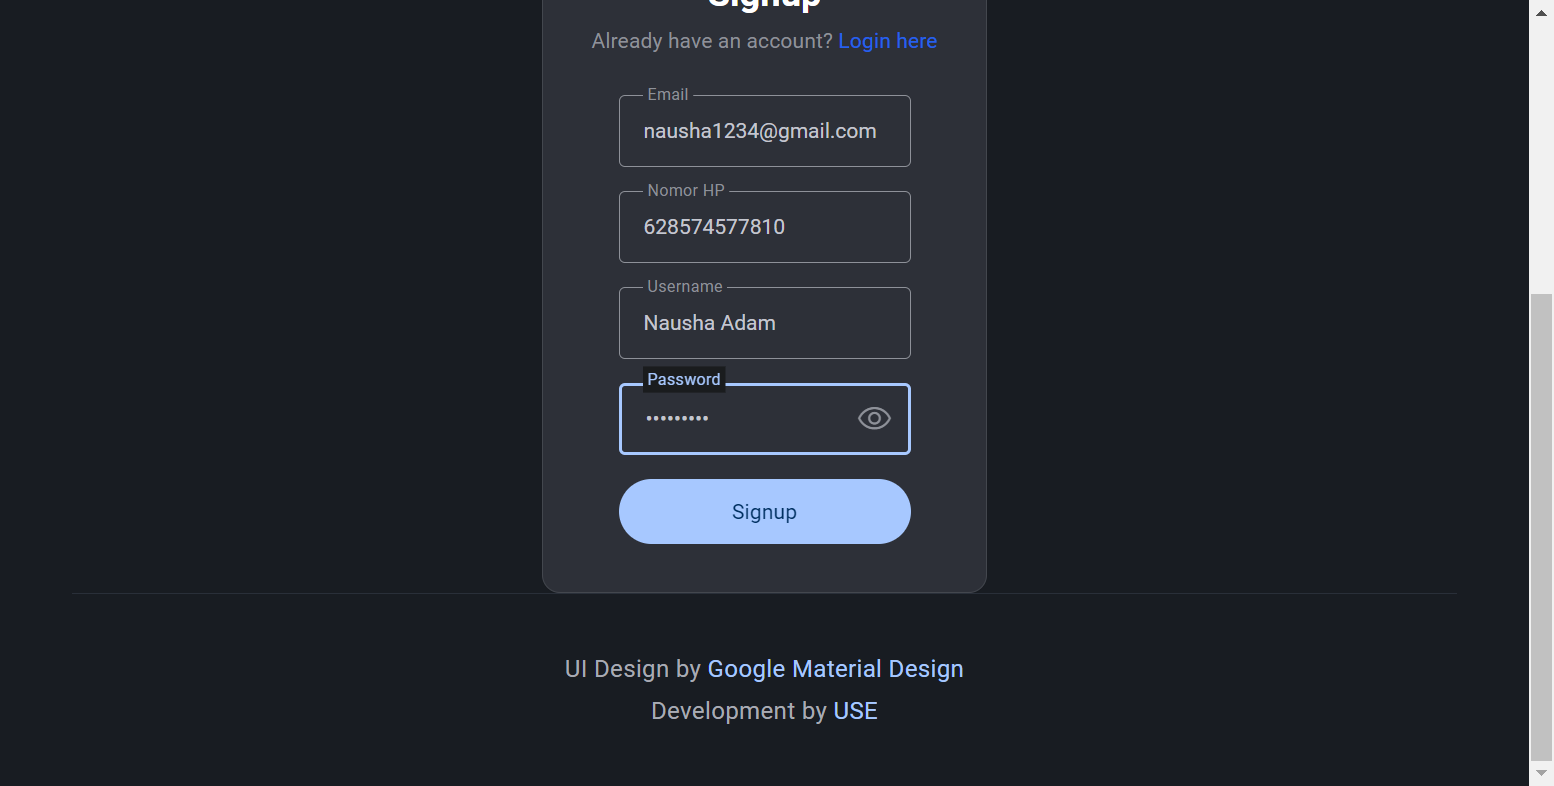 Signup
Already have an account? Login here
Email
nausha1234@gmail.com
Nomor HP
628574577810
Username
Nausha Adam
Password
•••••••••
Signup
UI Design by Google Material Design
Development by USE